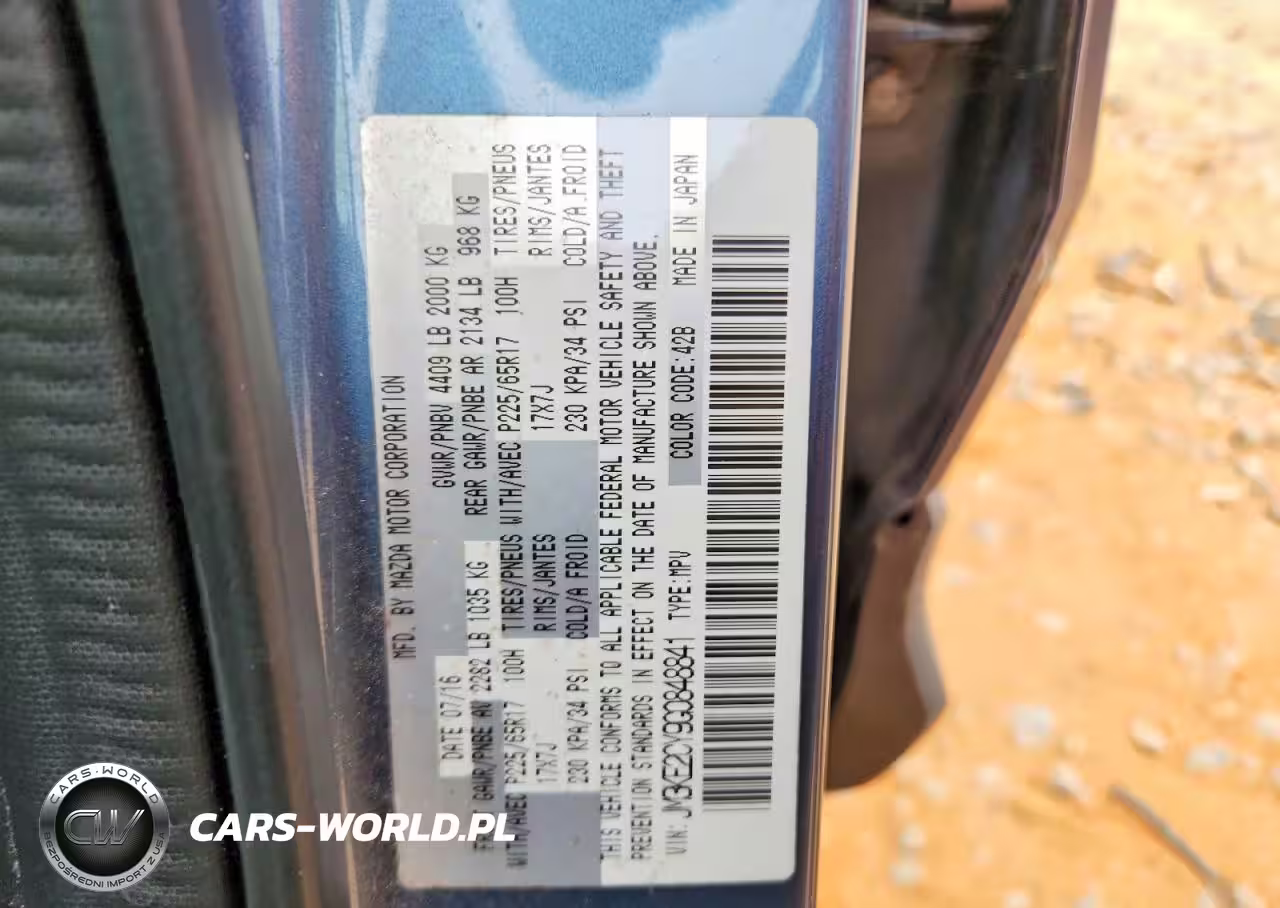 MFD. BY MAZDA MOTOR CORPORATION
DATE 07/16 GVWR/PNBV 4409 LB 2000 KG
FRNT GAWR/PNBE AV 2282 LB 1035 KG REAR GAWR/PNBE AR 2134 LB 968 KG
WITH/AVEC P225/65R17 100H TIRES/PNEUS WITH/AVEC P225/65R17 100H TIRES/PNEUS
17X7J RIMS/JANTES 17X7J RIMS/JANTES
230 KPA/34 PSI COLD/A FROID 230 KPA/34 PSI COLD/A FROID
THIS VEHICLE CONFORMS TO ALL APPLICABLE FEDERAL MOTOR VEHICLE SAFETY AND THEFT
PREVENTION STANDARDS IN EFFECT ON THE DATE OF MANUFACTURE SHOWN ABOVE.
VIN: JM3KE2CY9G0848841 TYPE:MPV COLOR CODE:42B MADE IN JAPAN
CARS-WORLD
CW
BEZPOŚREDNI IMPORT Z USA
CARS-WORLD.PL